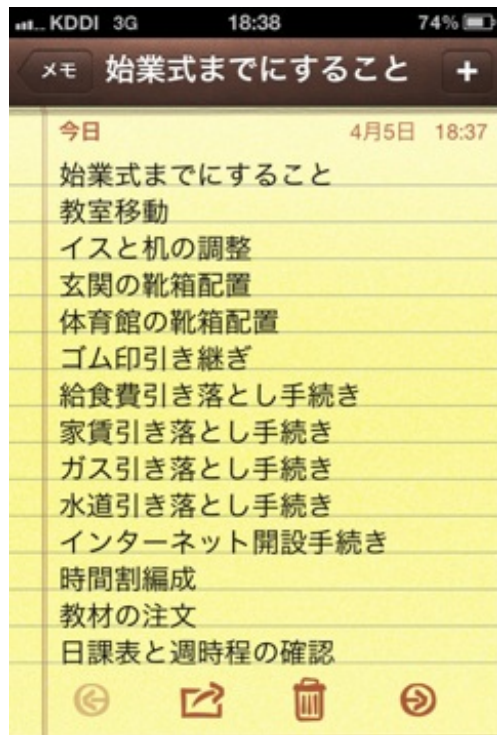 KDDI 3G 18:38 74%
メモ 始業式までにすること +
今日 4月5日 18:37
始業式までにすること
教室移動
イスと机の調整
玄関の靴箱配置
体育館の靴箱配置
ゴム印引き継ぎ
給食費引き落とし手続き
家賃引き落とし手続き
ガス引き落とし手続き
水道引き落とし手続き
インターネット開設手続き
時間割編成
教材の注文
日課表と週時程の確認